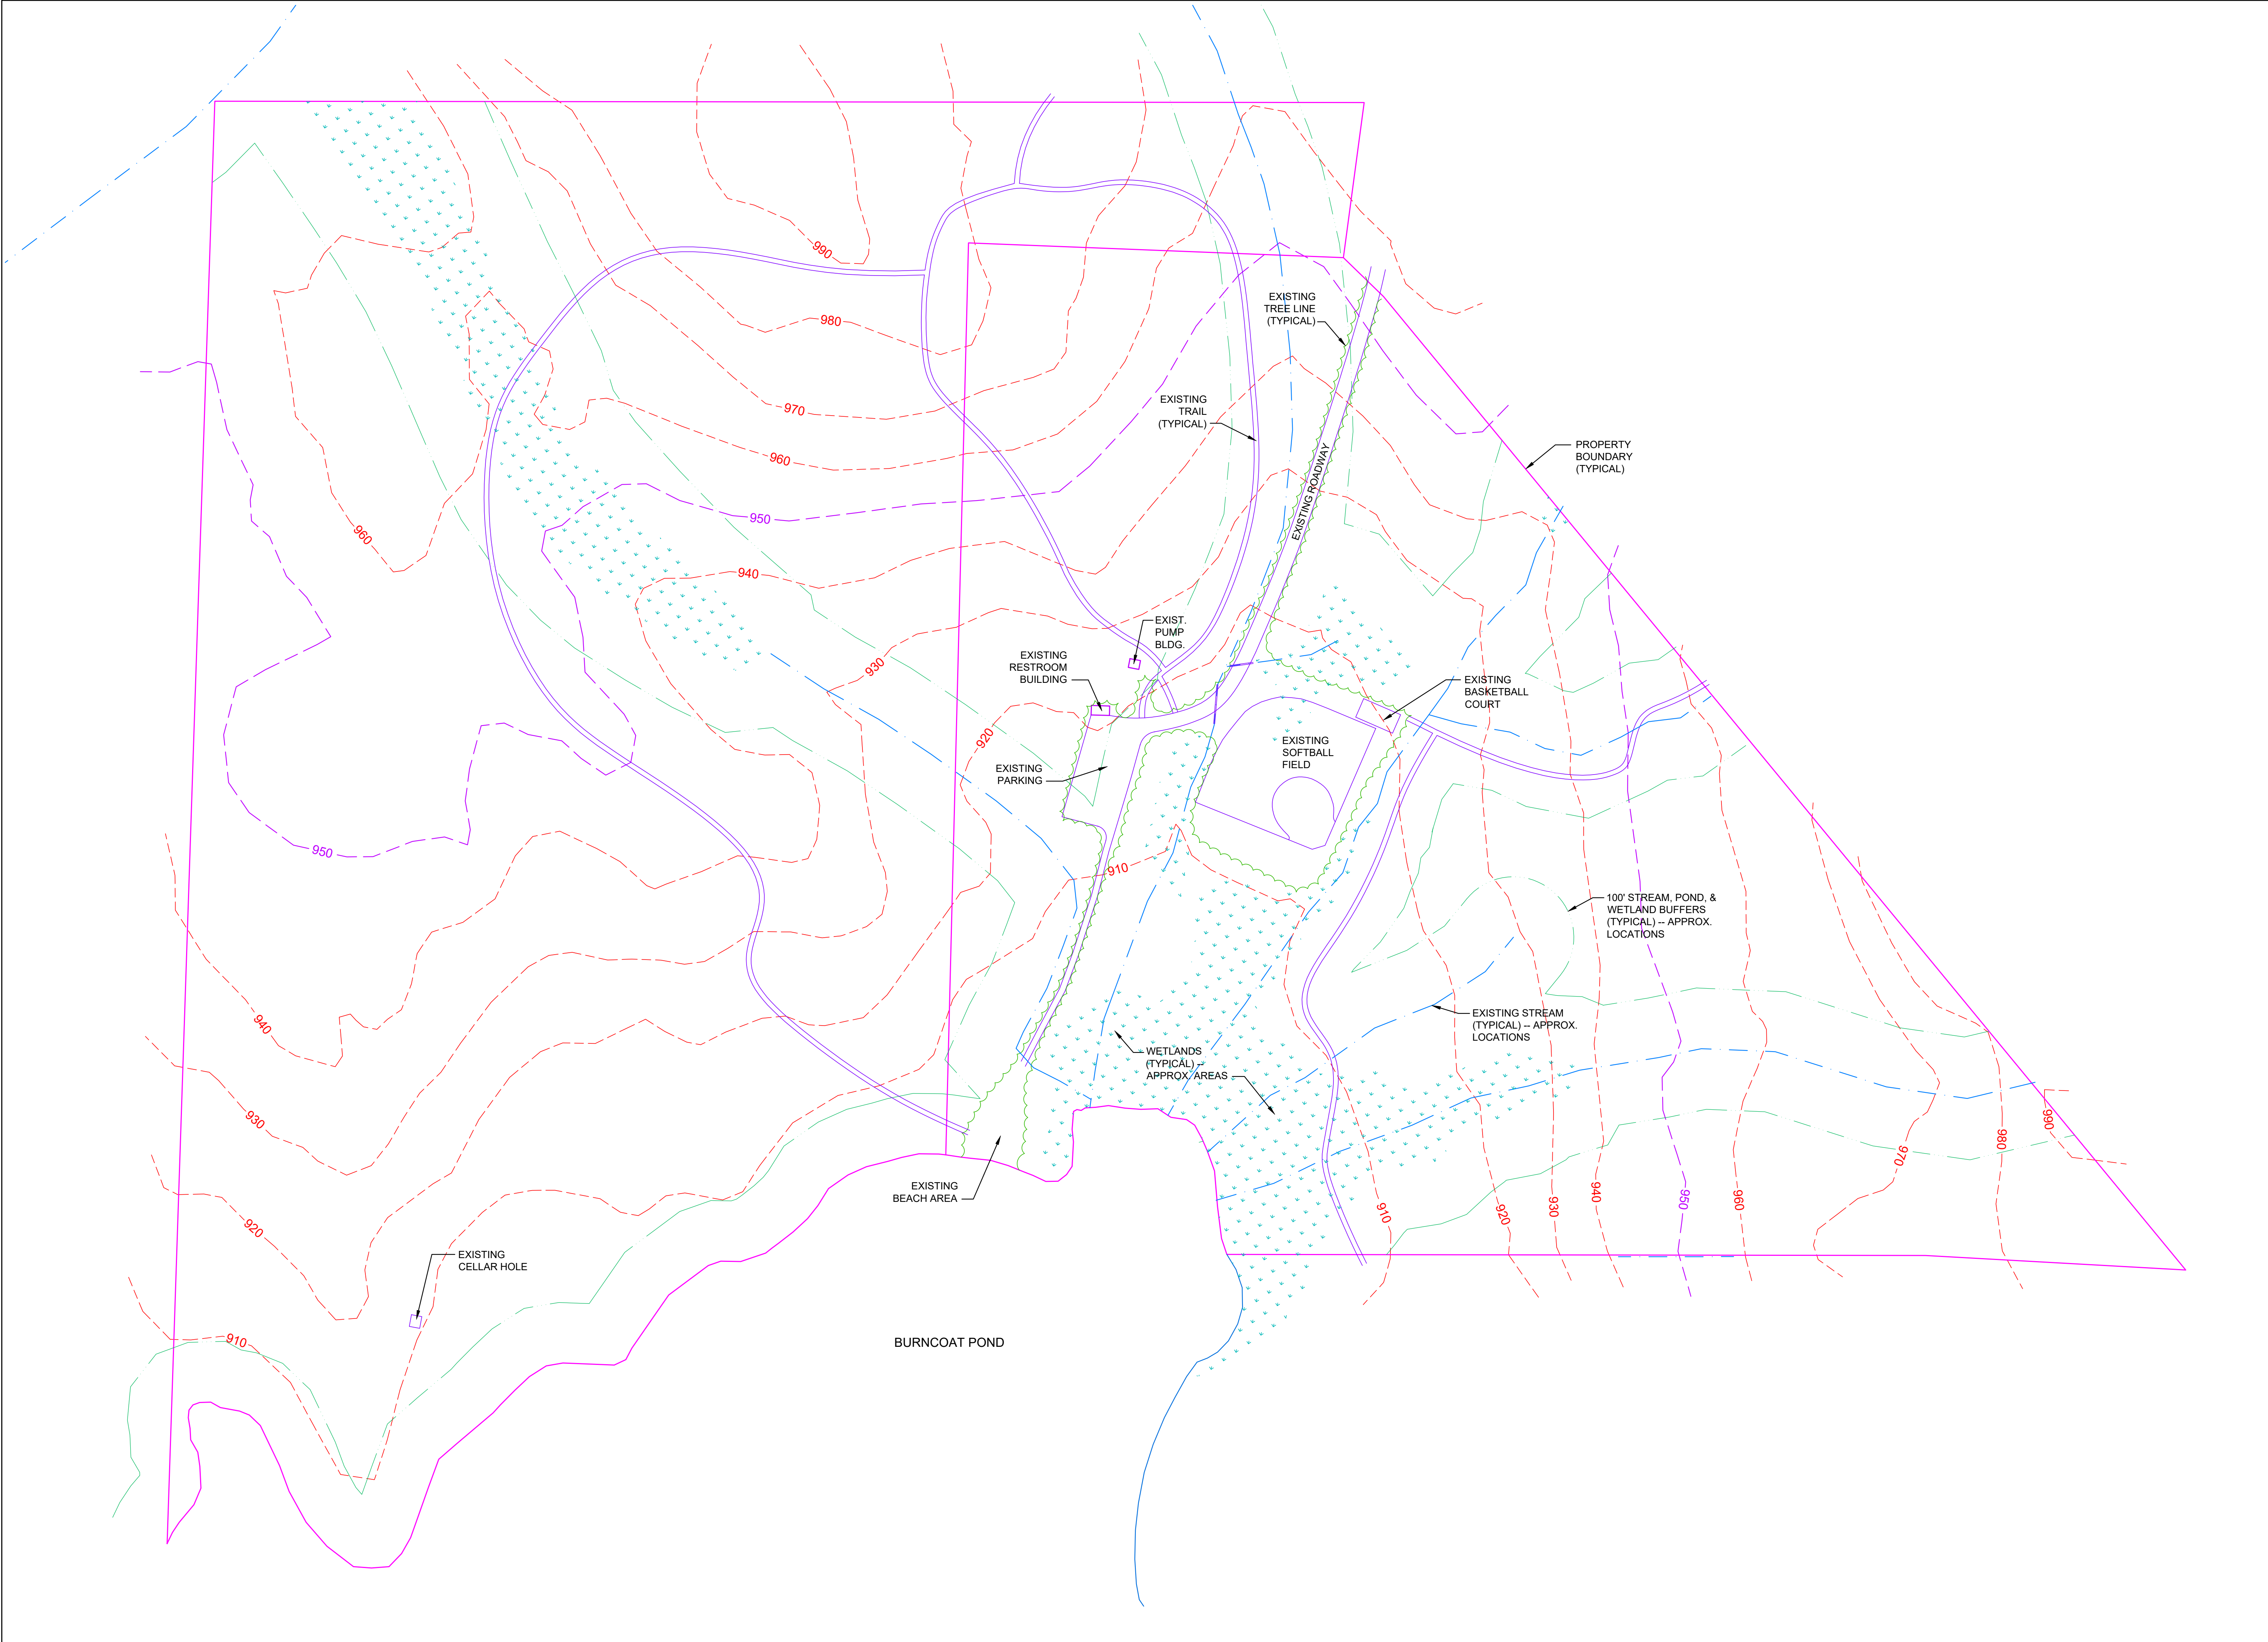 990
EXISTING
TREE LINE
(TYPICAL)
980
EXISTING
TRAIL
(TYPICAL)
970
PROPERTY
BOUNDARY
(TYPICAL)
960
EXISTING ROADWAY
950
960
940
EXIST.
PUMP
BLDG.
930
EXISTING
RESTROOM
BUILDING
EXISTING
BASKETBALL
COURT
920
EXISTING
SOFTBALL
FIELD
EXISTING
PARKING
950
910
100' STREAM, POND, &
WETLAND BUFFERS
(TYPICAL) -- APPROX.
LOCATIONS
940
EXISTING STREAM
(TYPICAL) -- APPROX.
LOCATIONS
WETLANDS
(TYPICAL) --
APPROX. AREAS
930
990
980
970
EXISTING
BEACH AREA
910
920
930
940
950
960
920
EXISTING
CELLAR HOLE
910
BURNCOAT POND